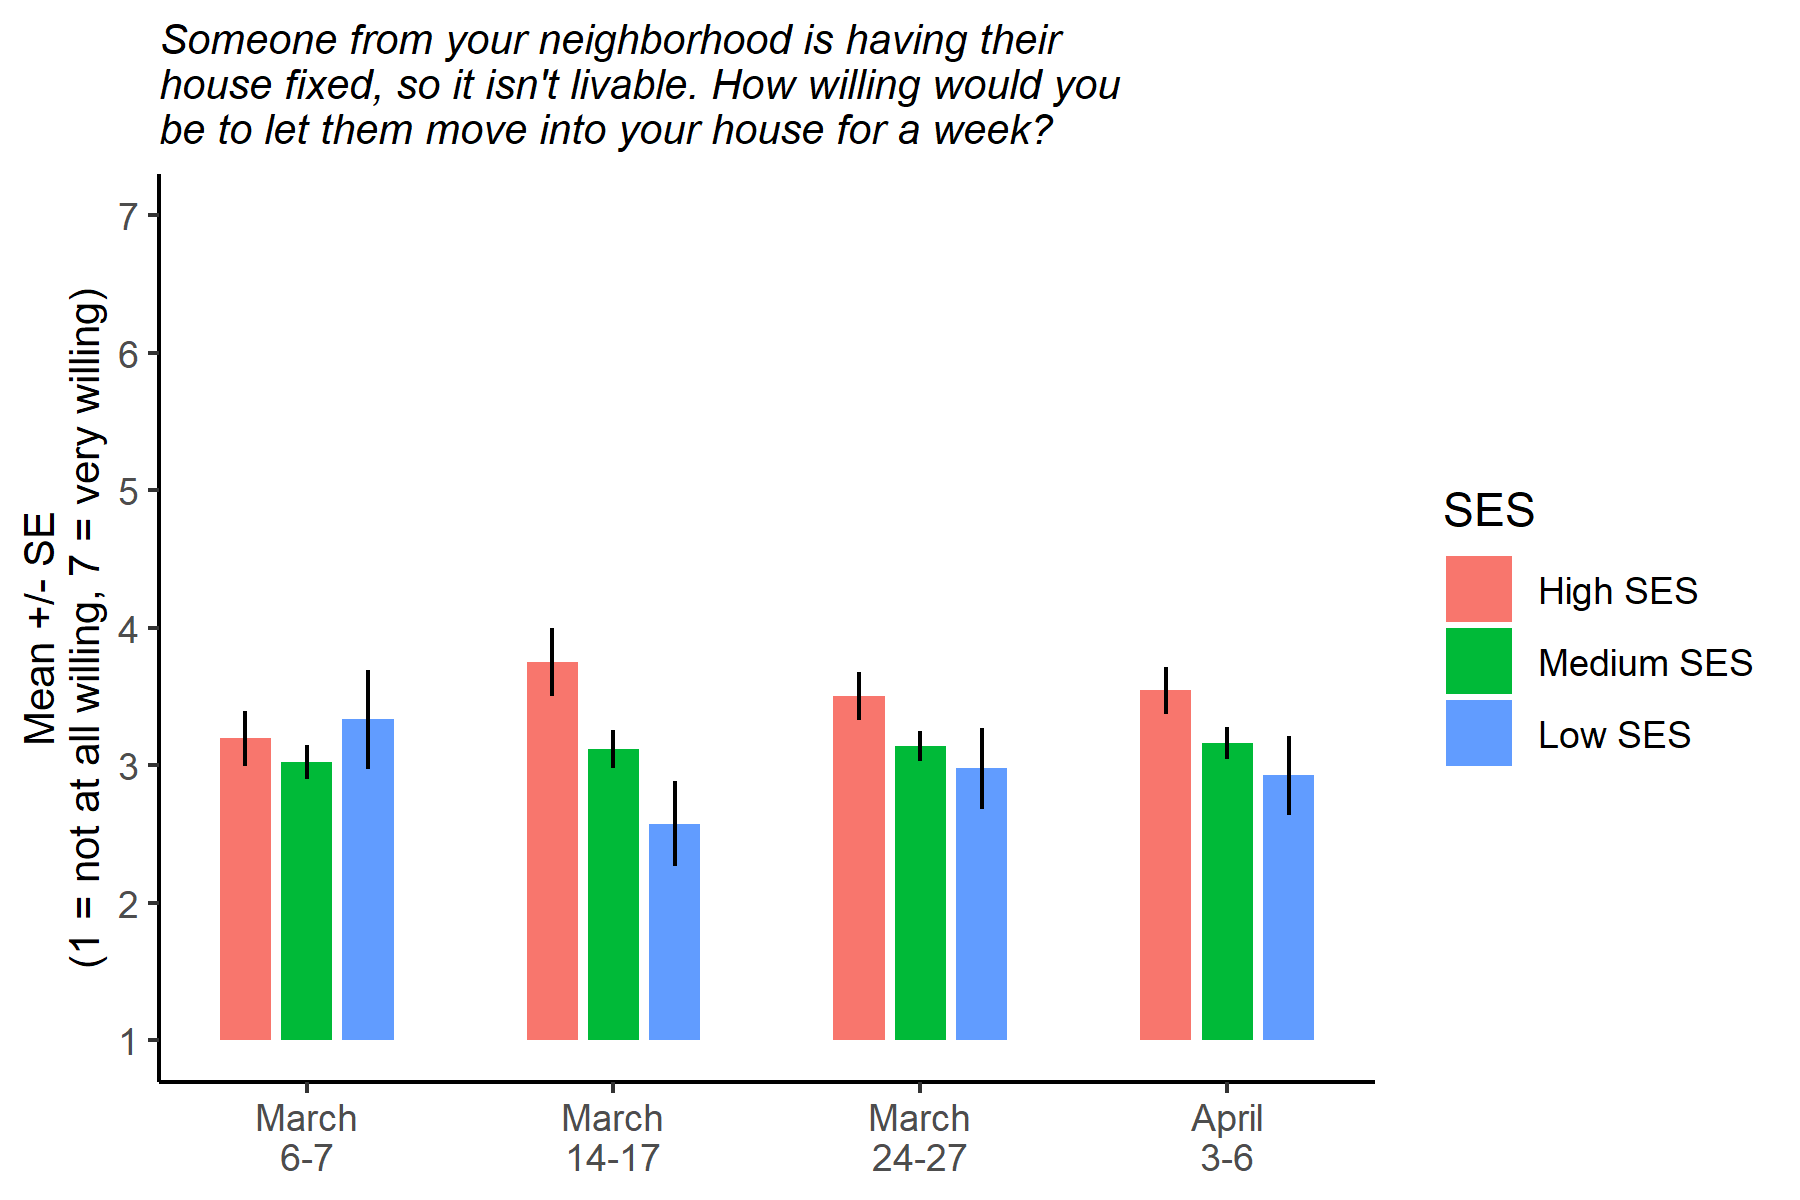 Someone from your neighborhood is having their
house fixed, so it isn't livable. How willing would you
be to let them move into your house for a week?
Mean +/- SE
(1 = not at all willing, 7 = very willing)
7
6
5
4
3
2
1
March
6-7
March
14-17
March
24-27
April
3-6
SES
High SES
Medium SES
Low SES